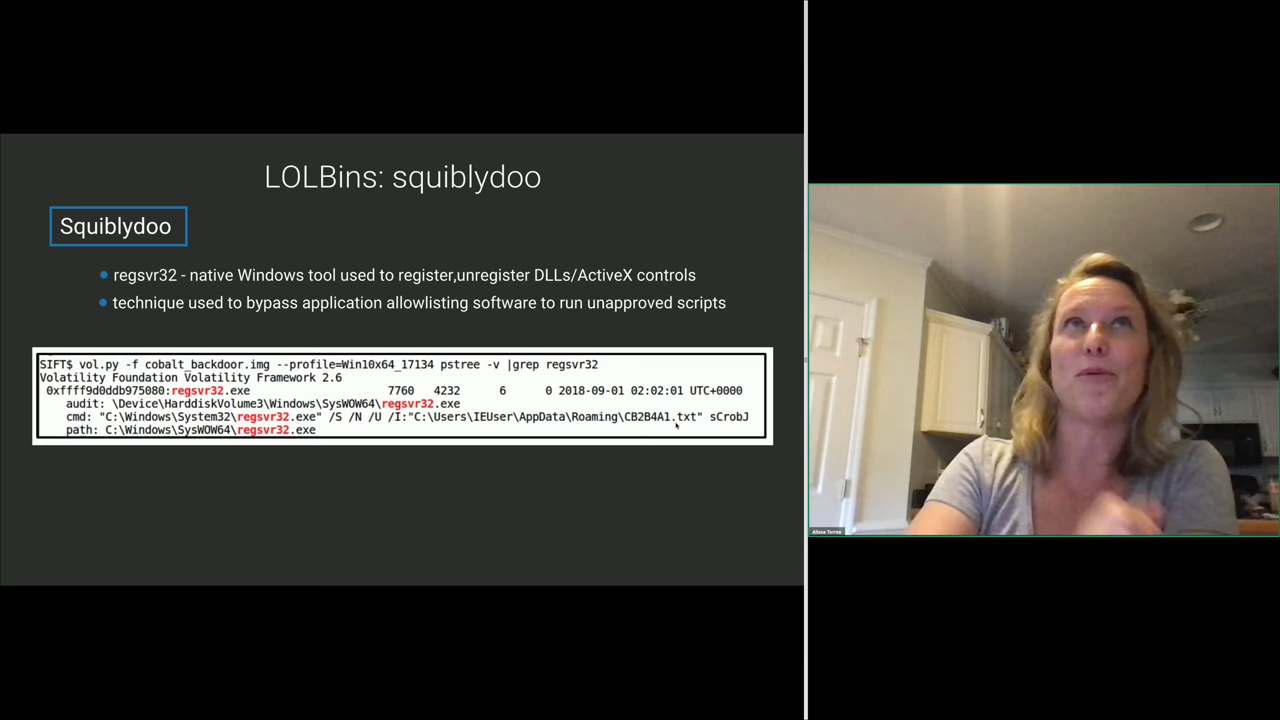 LOLBins: squiblydoo
Squiblydoo
regsvr32 - native Windows tool used to register,unregister DLLs/ActiveX controls
technique used to bypass application allowlisting software to run unapproved scripts
SIFT$ vol.py -f cobalt_backdoor.img --profile=Win10x64_17134 pstree -v |grep regsvr32
Volatility Foundation Volatility Framework 2.6
0xffff9d0ddb975080:regsvr32.exe 7760 4232 6 0 2018-09-01 02:02:01 UTC+0000
audit: \Device\HarddiskVolume3\Windows\SysWOW64\regsvr32.exe
cmd: "C:\Windows\System32\regsvr32.exe" /S /N /U /I:"C:\Users\IEUser\AppData\Roaming\CB2B4A1.txt" sCrobJ
path: C:\Windows\SysWOW64\regsvr32.exe
Alissa Torres